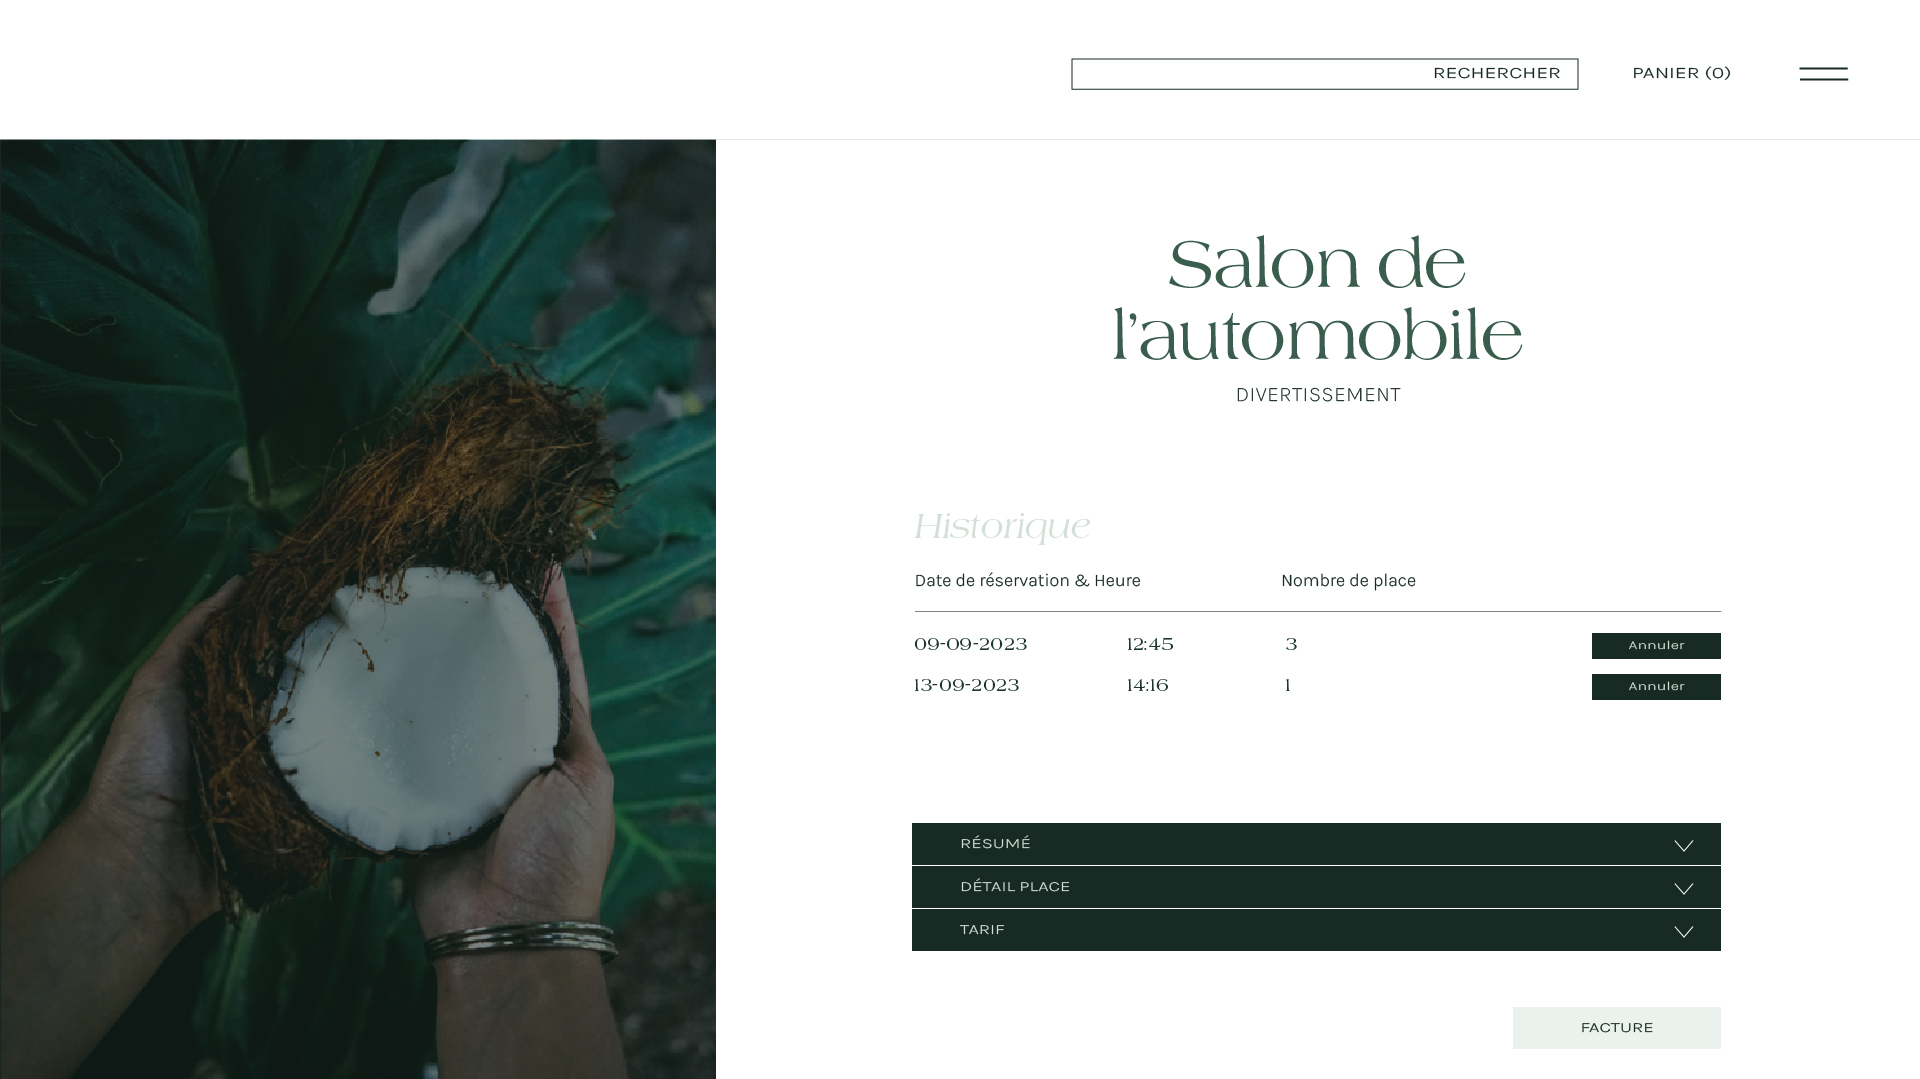 RECHERCHER PANIER (0)
Salon de
l'automobile
DIVERTISSEMENT
Historique
Date de réservation & Heure Nombre de place
09-09-2023 12:45 3 Annuler
13-09-2023 14:16 1 Annuler
RÉSUMÉ
DÉTAIL PLACE
TARIF
FACTURE